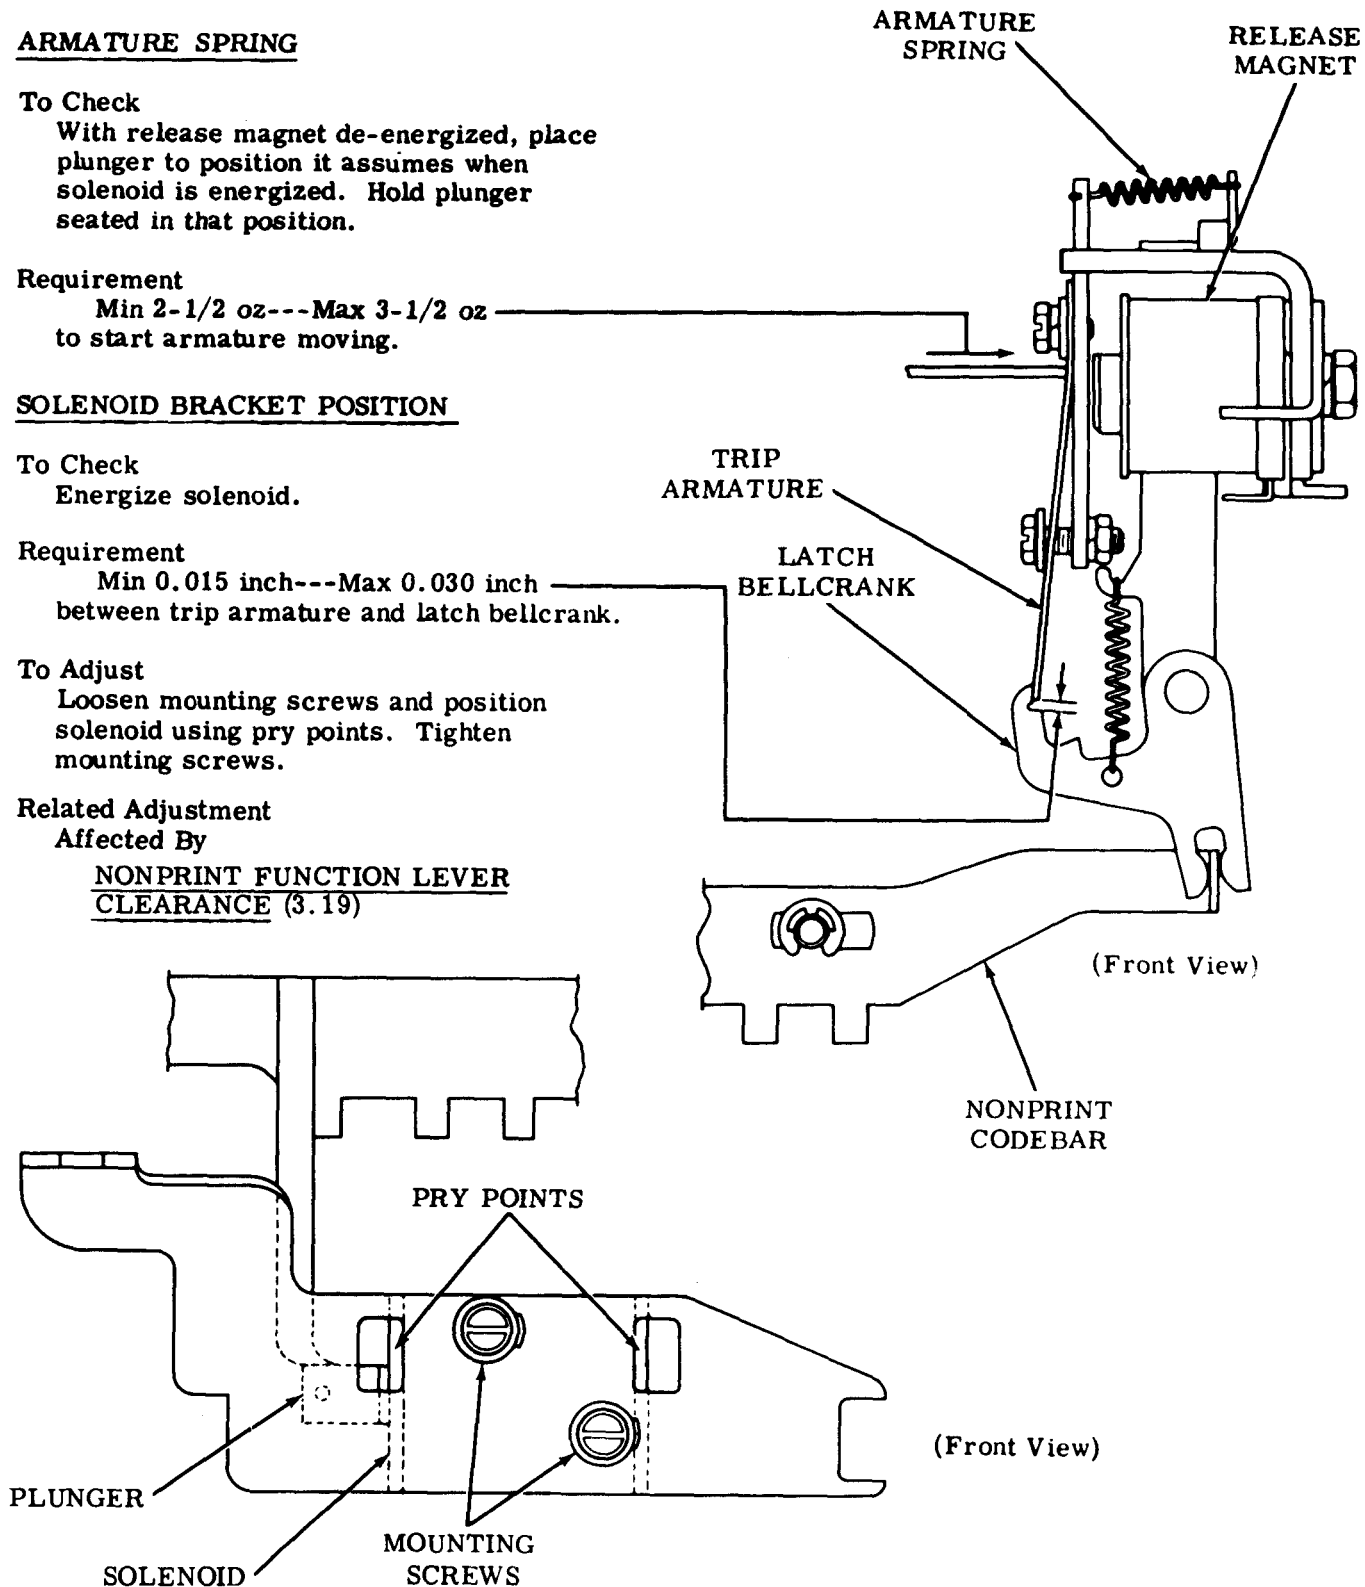 ARMATURE SPRING
To Check
With release magnet de-energized, place
plunger to position it assumes when
solenoid is energized. Hold plunger
seated in that position.
Requirement
Min 2-1/2 oz---Max 3-1/2 oz
to start armature moving.
SOLENOID BRACKET POSITION
To Check
Energize solenoid.
Requirement
Min 0.015 inch---Max 0.030 inch
between trip armature and latch bellcrank.
To Adjust
Loosen mounting screws and position
solenoid using pry points. Tighten
mounting screws.
Related Adjustment
Affected By
NONPRINT FUNCTION LEVER
CLEARANCE (3.19)
ARMATURE
SPRING
RELEASE
MAGNET
TRIP
ARMATURE
LATCH
BELLCRANK
(Front View)
NONPRINT
CODEBAR
PRY POINTS
(Front View)
PLUNGER
SOLENOID
MOUNTING
SCREWS